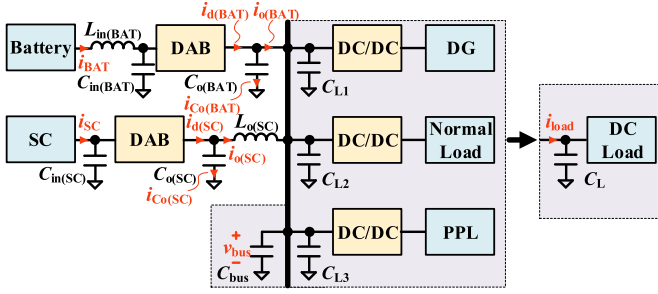 i_d(BAT) i_o(BAT)
Battery L_in(BAT) DAB DC/DC DG
i_BAT
C_in(BAT) C_o(BAT) C_L1
i_Co(BAT)
i_SC i_d(SC) L_o(SC) i_load
SC DAB DC/DC Normal Load DC Load
i_o(SC)
C_in(SC) C_o(SC) C_L2 C_L
i_Co(SC)
+
v_bus DC/DC PPL
−
C_bus C_L3